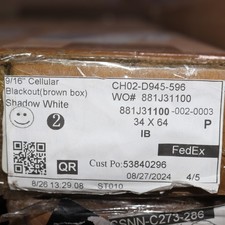 9/16" Cellular
Blackout(brown box)
Shadow White
2
CH02-D945-596
WO# 881J31100
881J31100-002-0003
34 X 64 P
IB
FedEx
QR
Cust Po:53840296
08/27/2024 4/5
8/26 13.29.08 ST010
SSNN-C273-286